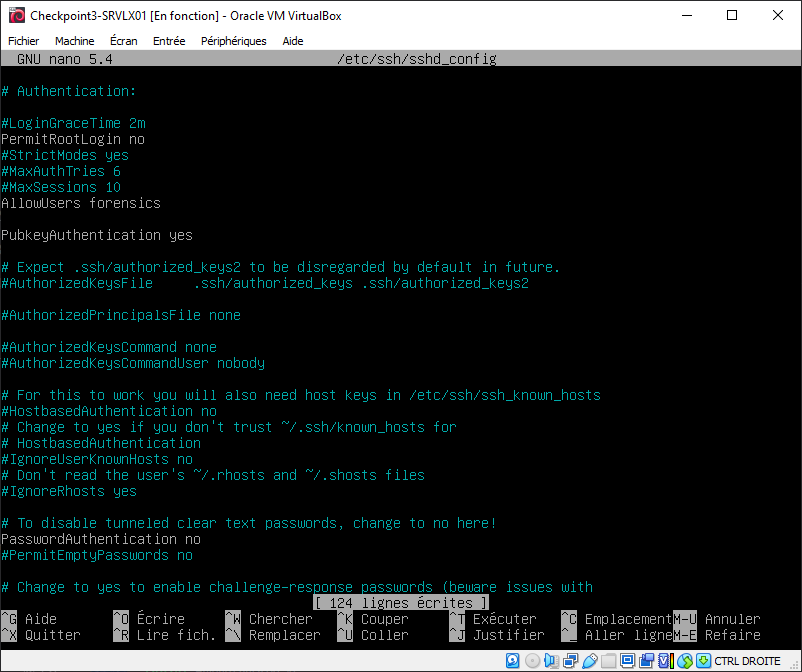 Checkpoint3-SRVLX01 [En fonction] - Oracle VM VirtualBox
Fichier Machine Écran Entrée Périphériques Aide
GNU nano 5.4 /etc/ssh/sshd_config
# Authentication:
#LoginGraceTime 2m
PermitRootLogin no
#StrictModes yes
#MaxAuthTries 6
#MaxSessions 10
AllowUsers forensics
PubkeyAuthentication yes
# Expect .ssh/authorized_keys2 to be disregarded by default in future.
#AuthorizedKeysFile .ssh/authorized_keys .ssh/authorized_keys2
#AuthorizedPrincipalsFile none
#AuthorizedKeysCommand none
#AuthorizedKeysCommandUser nobody
# For this to work you will also need host keys in /etc/ssh/ssh_known_hosts
#HostbasedAuthentication no
# Change to yes if you don't trust ~/.ssh/known_hosts for
# HostbasedAuthentication
#IgnoreUserKnownHosts no
# Don't read the user's ~/.rhosts and ~/.shosts files
#IgnoreRhosts yes
# To disable tunneled clear text passwords, change to no here!
PasswordAuthentication no
#PermitEmptyPasswords no
# Change to yes to enable challenge-response passwords (beware issues with
[ 124 lignes écrites ]
^G Aide ^O Écrire ^W Chercher ^K Couper ^T Exécuter ^C Emplacement M-U Annuler
^X Quitter ^R Lire fich. ^\ Remplacer ^U Coller ^J Justifier ^_ Aller ligne M-E Refaire
CTRL DROITE